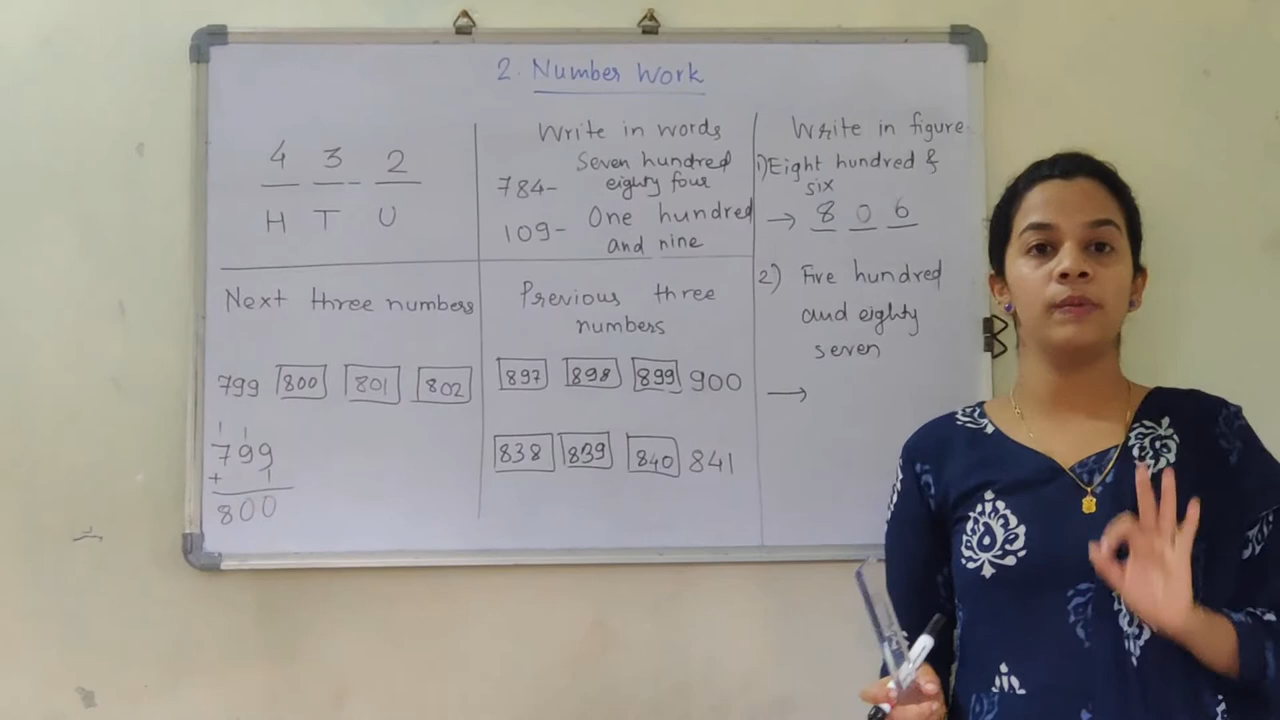 2. Number Work
4 3 2
H T U
Write in words
784- Seven hundred
eighty four
109- One hundred
and nine
Write in figure
1) Eight hundred &
six
→ 8 0 6
2) Five hundred
and eighty
seven
→
Next three numbers
799 800 801 802
1 1
799
+ 1
800
Previous three
numbers
897 898 899 900
838 839 840 841